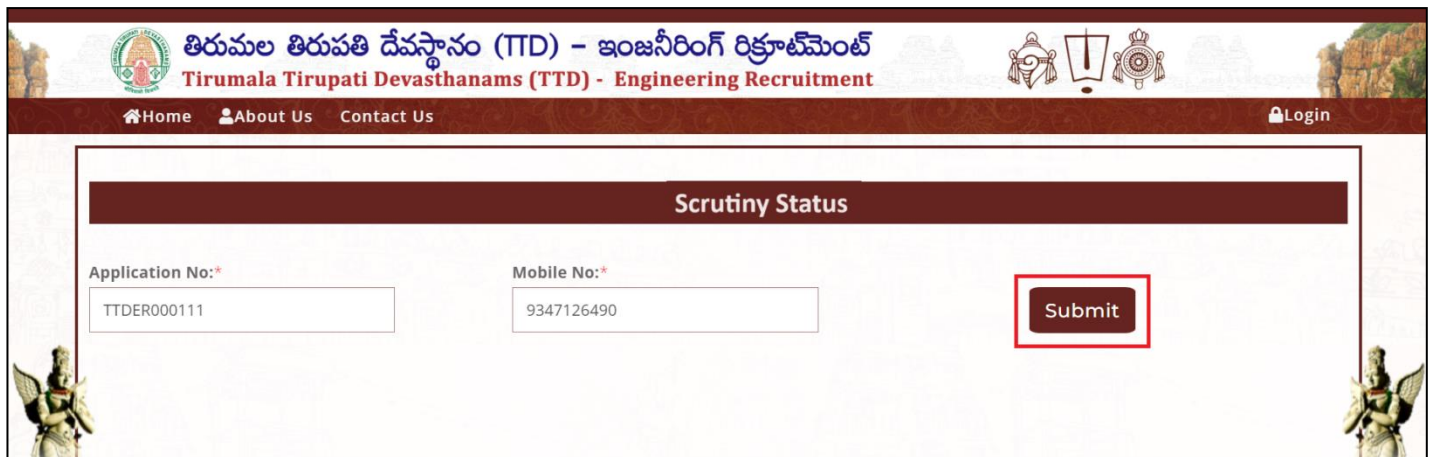 తిరుమల తిరుపతి దేవస్థానం (TTD) – ఇంజనీరింగ్ రిక్రూట్‌మెంట్
Tirumala Tirupati Devasthanams (TTD) - Engineering Recruitment
Home About Us Contact Us Login
Scrutiny Status
Application No:* Mobile No:*
TTDER000111 9347126490 Submit